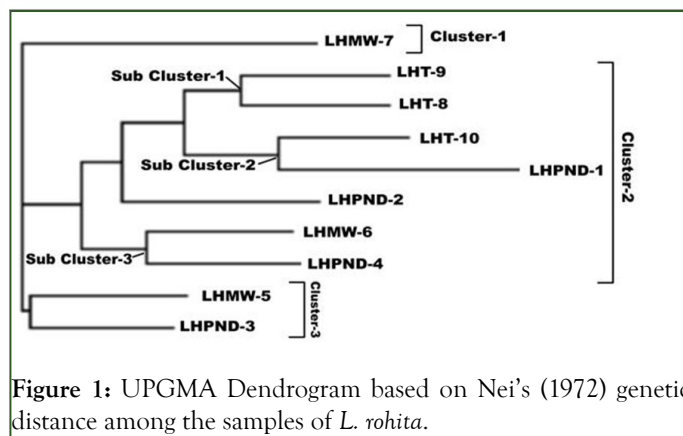 LHMW-7
Cluster-1
Sub Cluster-1
LHT-9
LHT-8
LHT-10
Sub Cluster-2
LHPND-1
Cluster-2
LHPND-2
LHMW-6
Sub Cluster-3
LHPND-4
LHMW-5
LHPND-3
Cluster-3
Figure 1: UPGMA Dendrogram based on Nei's (1972) genetic
distance among the samples of L. rohita.